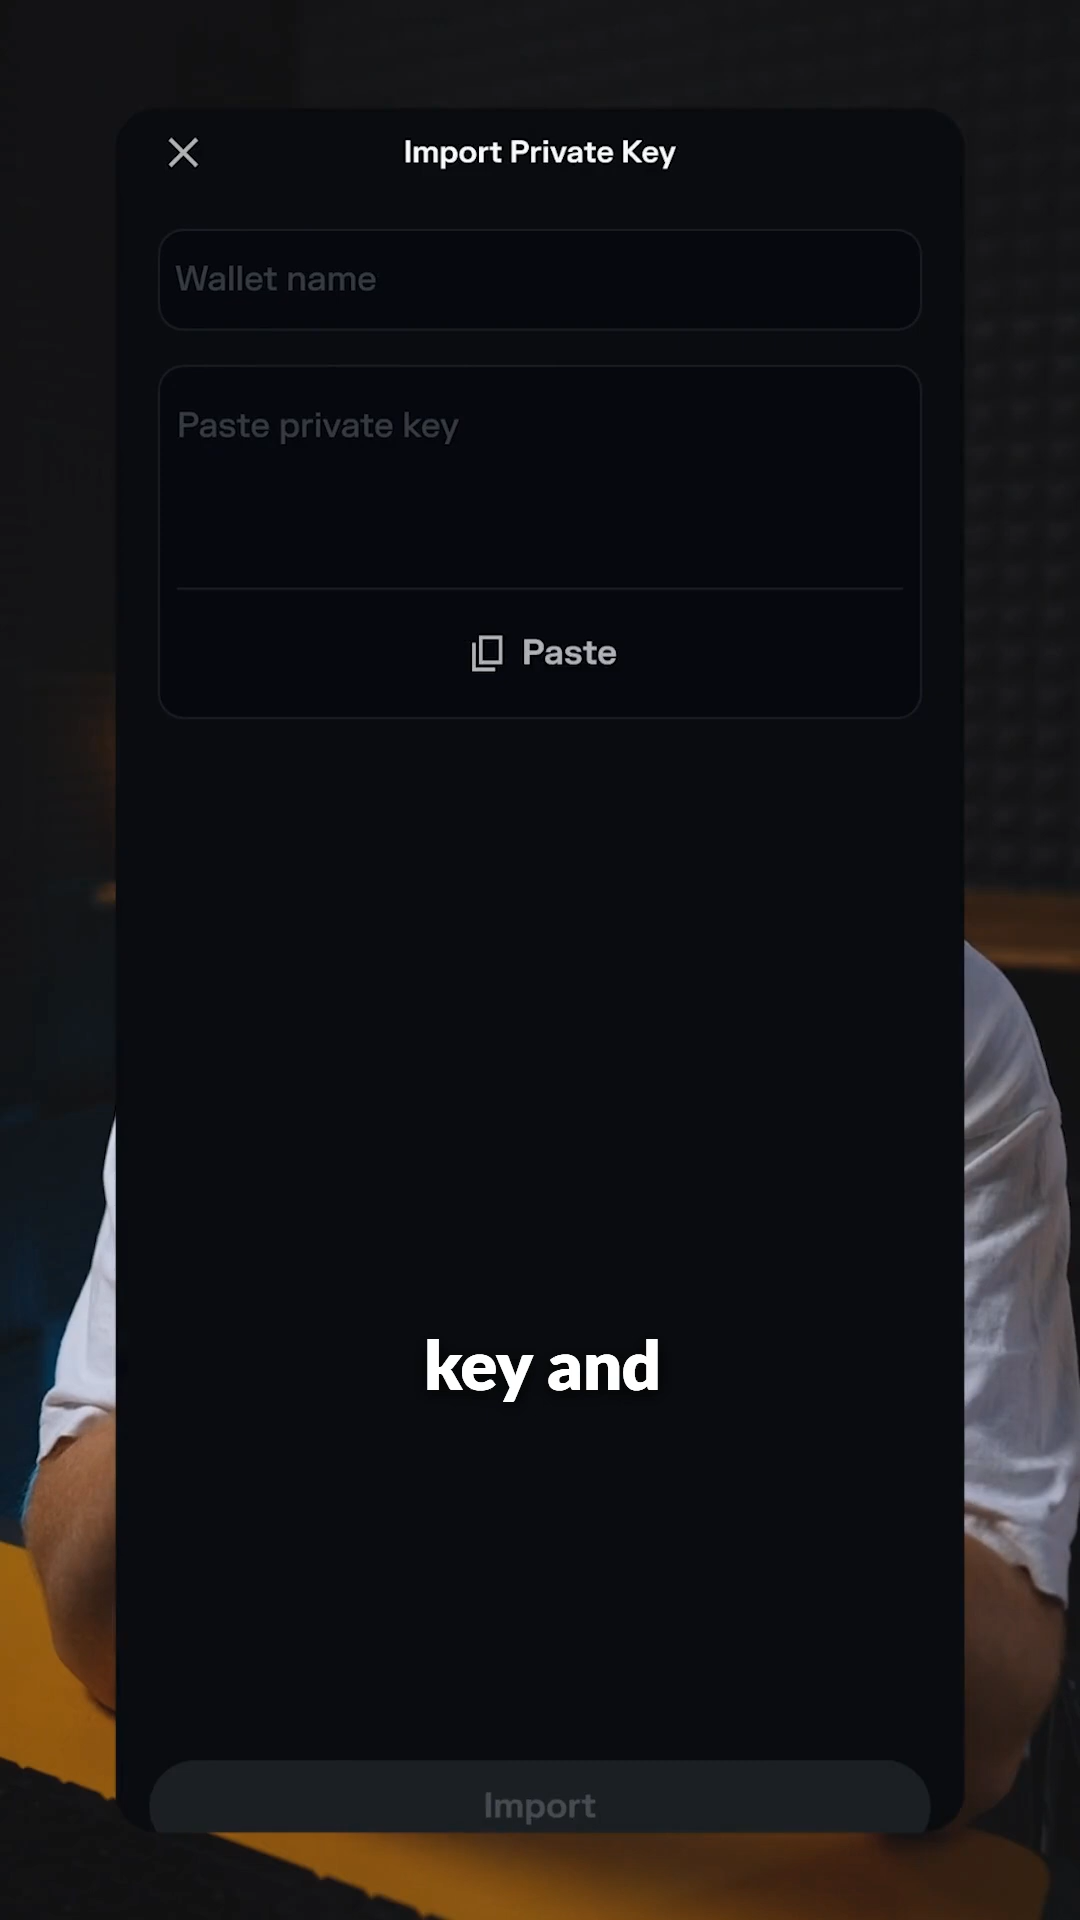 Import Private Key
Wallet name
Paste private key
Paste
key and
Import